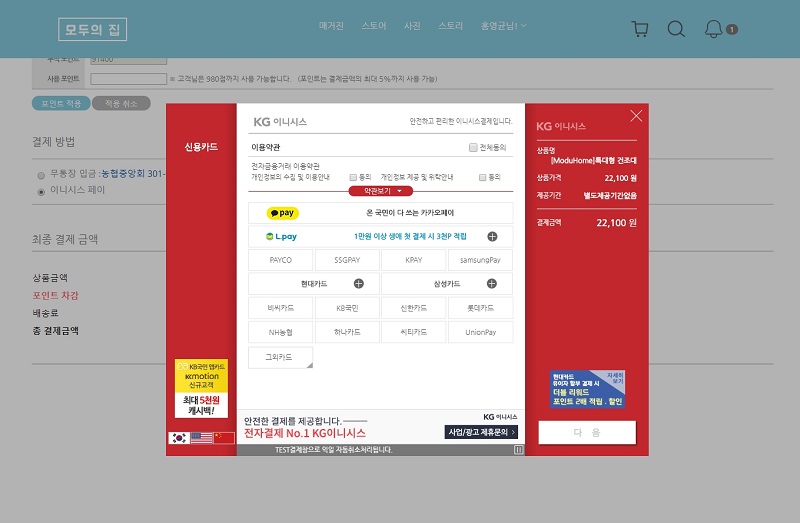 모두의 집
매거진 스토어 사진 스토리 홍영균님!
1
91400
사용 포인트 ※ 고객님은 980점까지 사용 가능합니다. (포인트는 결제금액의 최대 5%까지 사용 가능)
포인트 적용 적용 취소
결제 방법
무통장 입금 :농협중앙회 301-
이니시스 페이
최종 결제 금액
상품금액
포인트 차감
배송료
총 결제금액
신용카드
KG 이니시스 안전하고 편리한 이니시스결제입니다.
이용약관 전체동의
전자금융거래 이용약관
개인정보의 수집 및 이용안내 동의 개인정보 제공 및 위탁안내 동의
약관보기
pay 온 국민이 다 쓰는 카카오페이
L.pay 1만원 이상 생애 첫 결제 시 3천P 적립
PAYCO SSGPAY KPAY samsungPay
현대카드 삼성카드
비씨카드 KB국민 신한카드 롯데카드
NH농협 하나카드 씨티카드 UnionPay
그외카드
안전한 결제를 제공합니다.
전자결제 No.1 KG이니시스
KG 이니시스
사업/광고 제휴문의
TEST결제창으로 익일 자동취소처리됩니다.
KB국민 앱카드
K-motion
신규고객
최대 5천원
캐시백!
KG 이니시스
상품명
[ModuHome]특대형 건조대
상품가격 22,100 원
제공기간 별도제공기간없음
결제금액 22,100 원
현대카드
유이자 할부 결제 시
더블 리워드
포인트 2배 적립 . 할인
자세히
보기
다 음